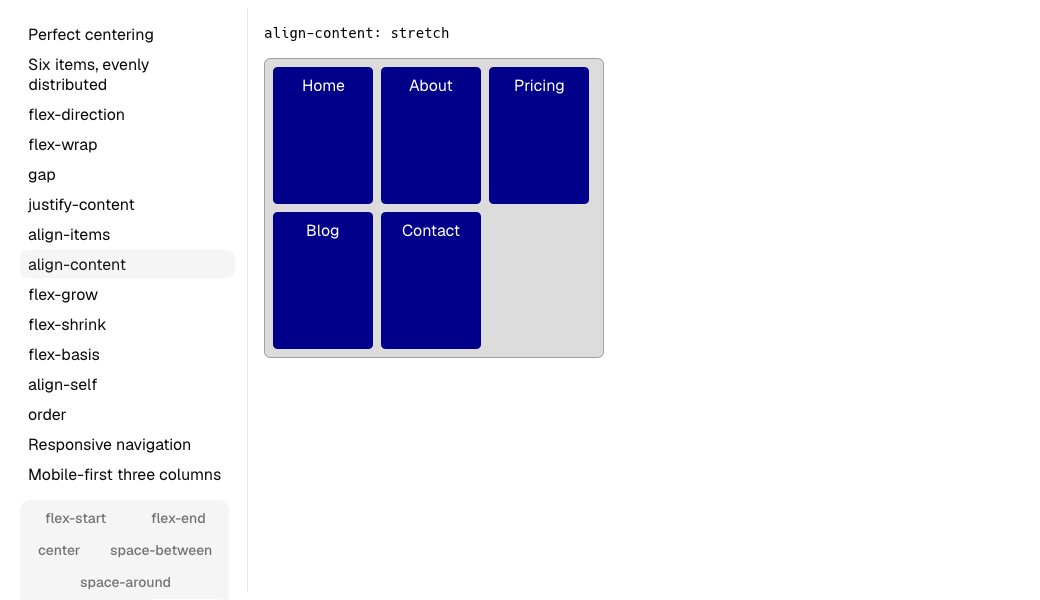 Perfect centering
Six items, evenly
distributed
flex-direction
flex-wrap
gap
justify-content
align-items
align-content
flex-grow
flex-shrink
flex-basis
align-self
order
Responsive navigation
Mobile-first three columns
flex-start
flex-end
center
space-between
space-around
align-content: stretch
Home
About
Pricing
Blog
Contact